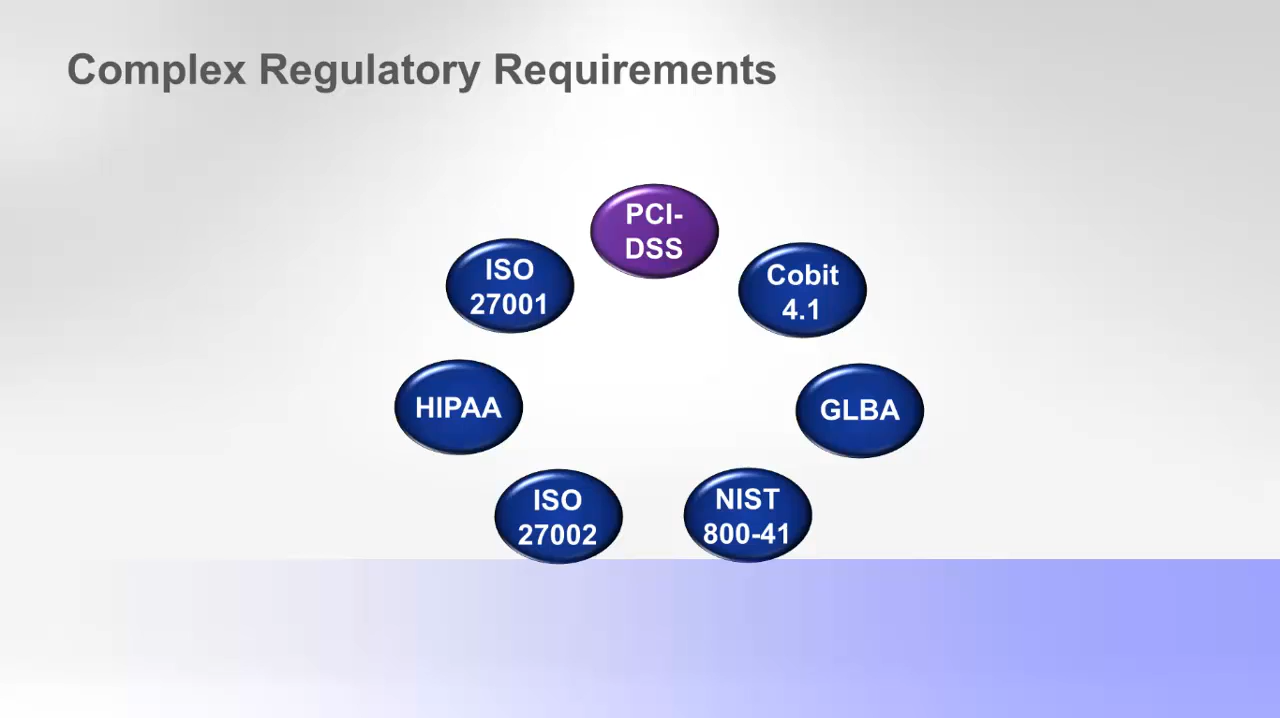 Complex Regulatory Requirements
PCI-
DSS
ISO
27001
Cobit
4.1
HIPAA
GLBA
ISO
27002
NIST
800-41